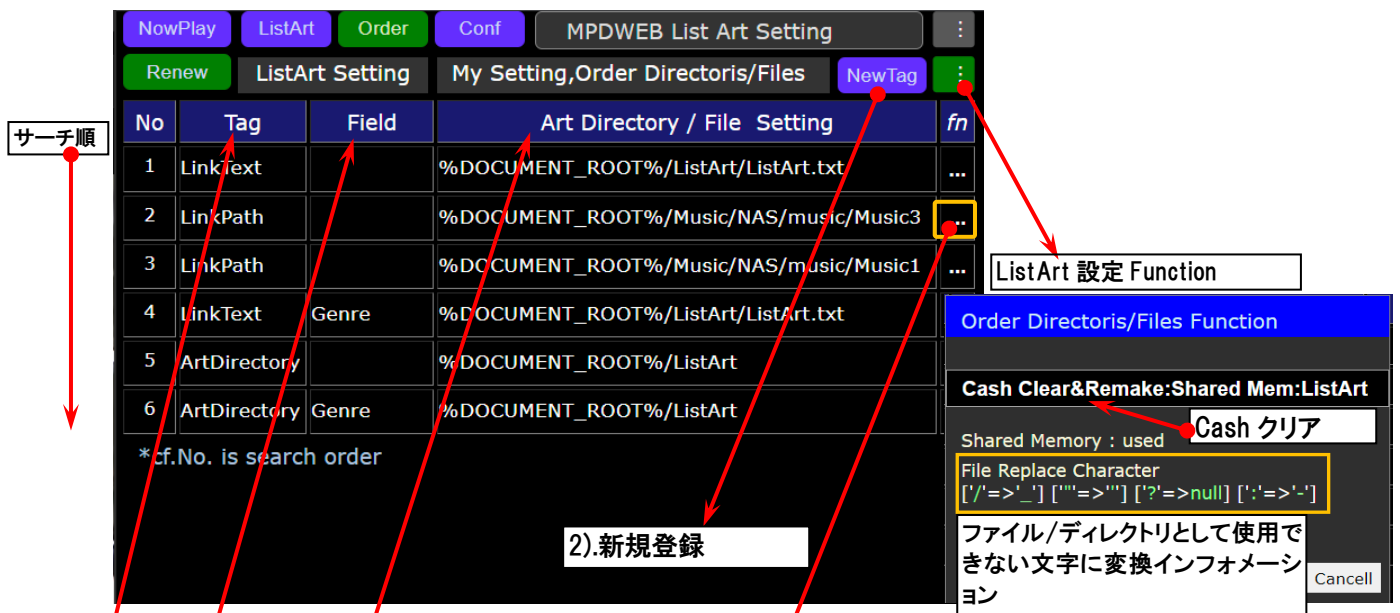 NowPlay ListArt Order Conf MPDWEB List Art Setting ⋮
Renew ListArt Setting My Setting,Order Directoris/Files NewTag ⋮
サーチ順
No Tag Field Art Directory / File Setting fn
1 LinkText %DOCUMENT_ROOT%/ListArt/ListArt.txt ...
2 LinkPath %DOCUMENT_ROOT%/Music/NAS/music/Music3 ...
3 LinkPath %DOCUMENT_ROOT%/Music/NAS/music/Music1 ...
4 LinkText Genre %DOCUMENT_ROOT%/ListArt/ListArt.txt
5 ArtDirectory %DOCUMENT_ROOT%/ListArt
6 ArtDirectory Genre %DOCUMENT_ROOT%/ListArt
*cf.No. is search order
2).新規登録
ListArt 設定 Function
Order Directoris/Files Function
Cash Clear&Remake:Shared Mem:ListArt
Cash クリア
Shared Memory : used
File Replace Character
['/'=>'_'] ['"'=>'''] ['?'=>null] [':'=>'-']
ファイル/ディレクトリとして使用で
きない文字に変換インフォメーシ
ョン
Cancell